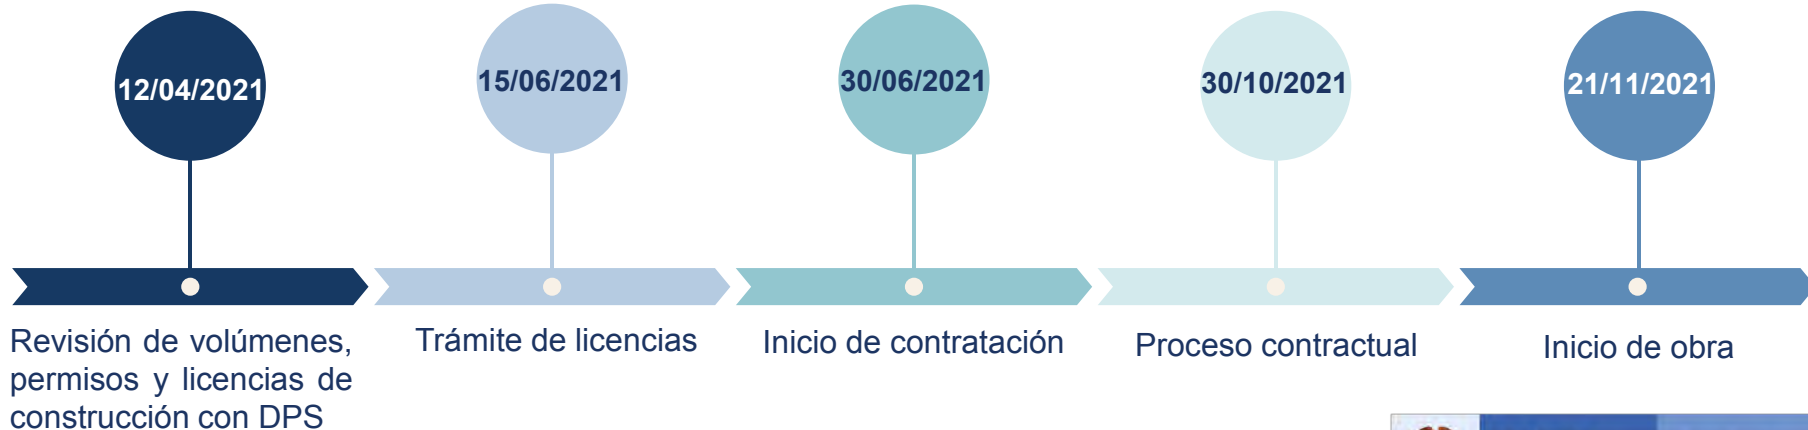 12/04/2021
15/06/2021
30/06/2021
30/10/2021
21/11/2021
Revisión de volúmenes,
permisos y licencias de
construcción con DPS
Trámite de licencias
Inicio de contratación
Proceso contractual
Inicio de obra